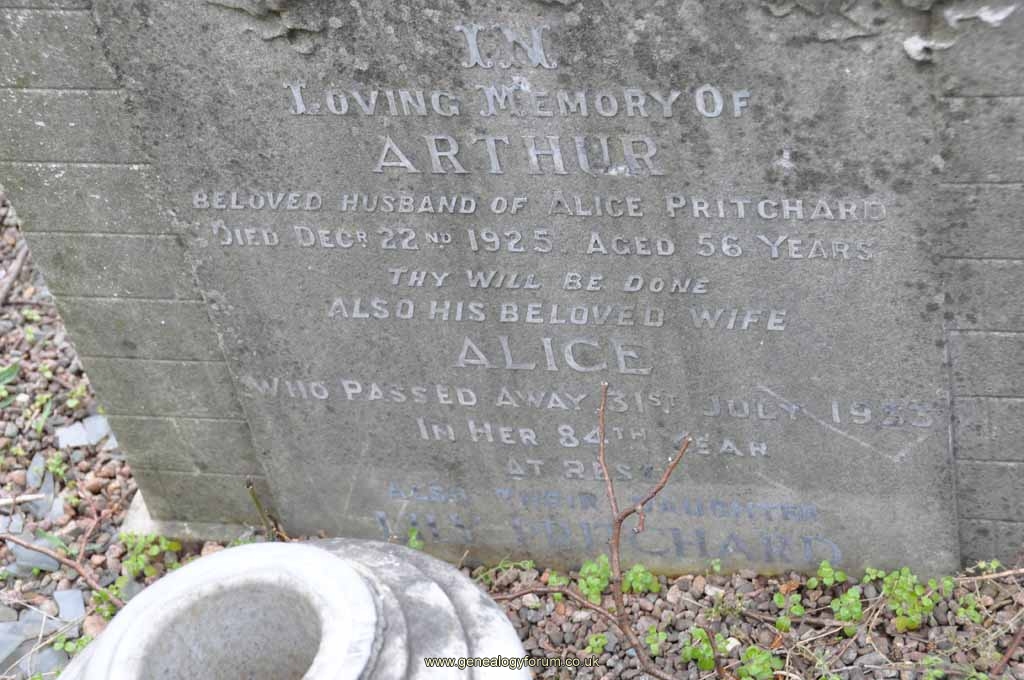 IN
LOVING MEMORY OF
ARTHUR
BELOVED HUSBAND OF ALICE PRITCHARD
DIED DECR 22ND 1925. AGED 56 YEARS
THY WILL BE DONE
ALSO HIS BELOVED WIFE
ALICE
WHO PASSED AWAY 31ST JULY 1953
IN HER 84TH YEAR
AT REST
ALSO THEIR DAUGHTER
LILY PRITCHARD
www.genealogyforum.co.uk